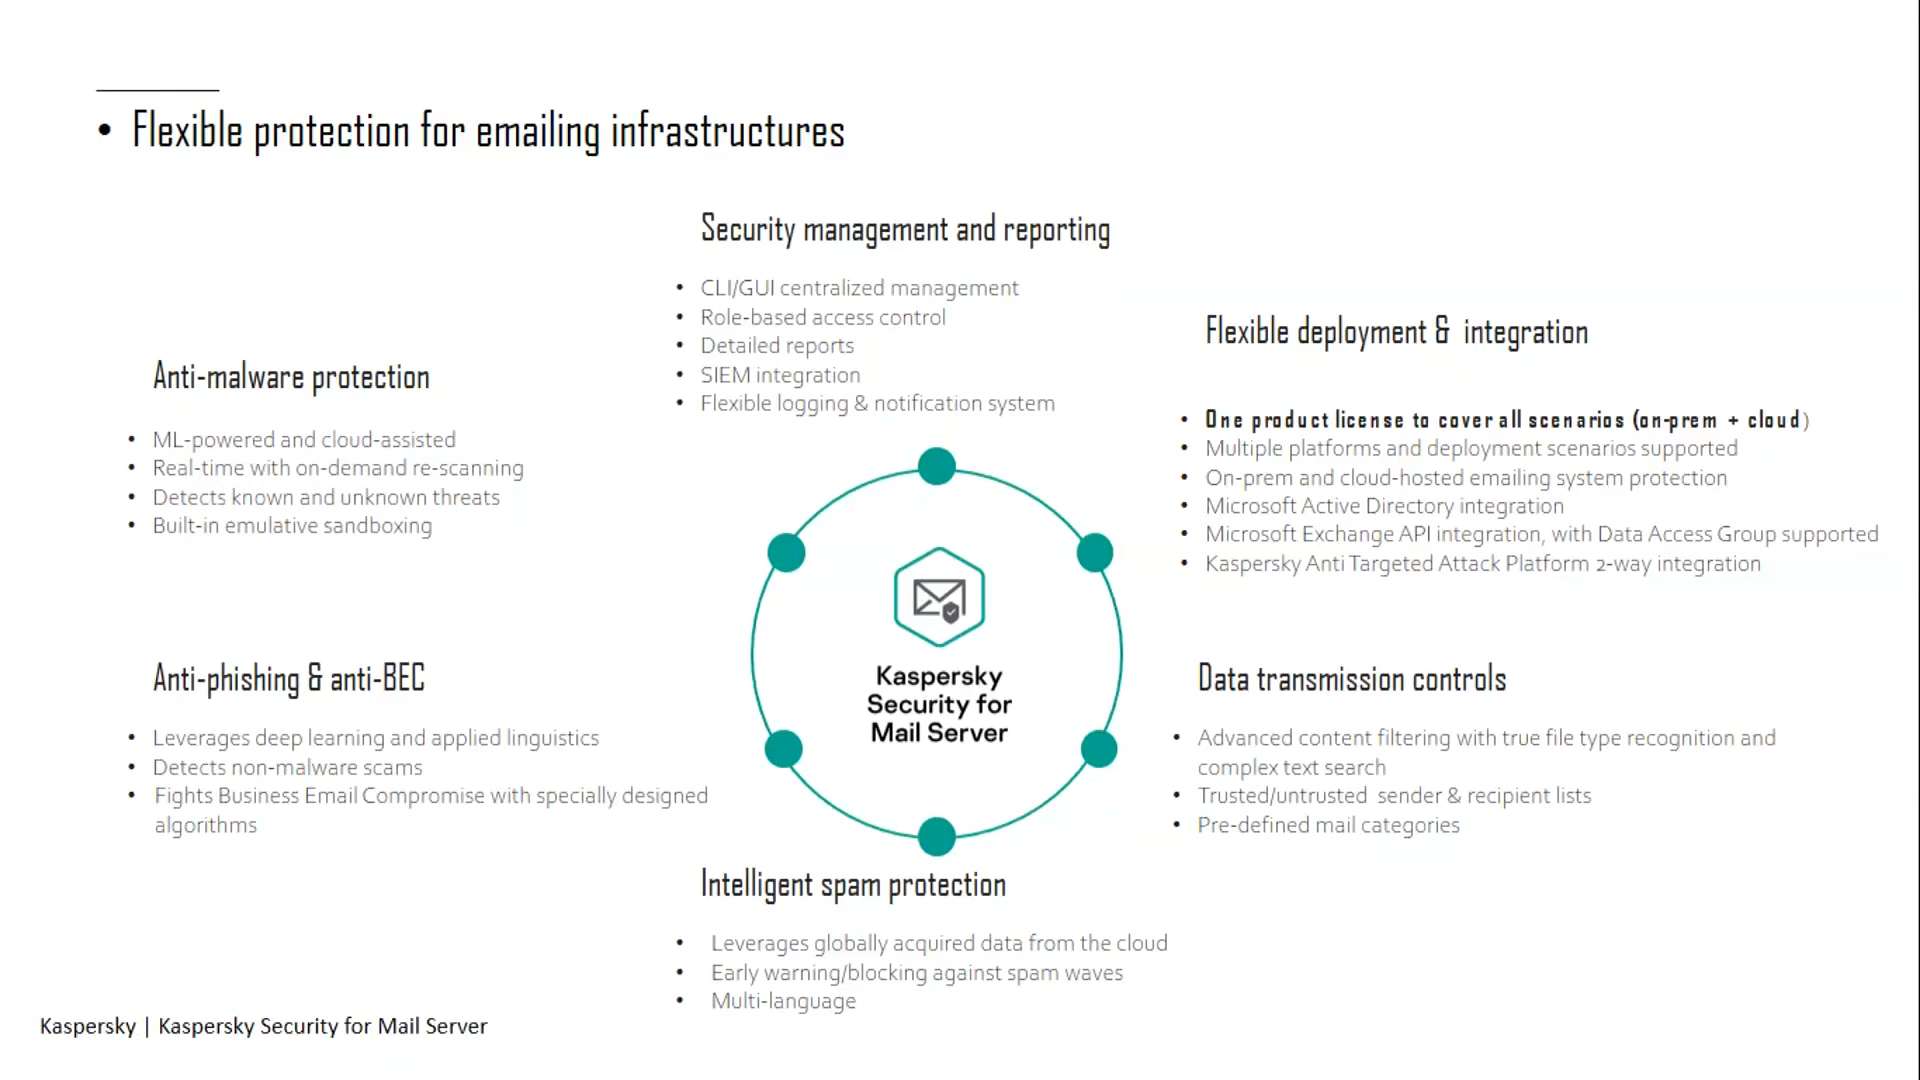 • Flexible protection for emailing infrastructures
Security management and reporting
• CLI/GUI centralized management
• Role-based access control
• Detailed reports
• SIEM integration
• Flexible logging & notification system
Flexible deployment & integration
• One product license to cover all scenarios (on-prem + cloud)
• Multiple platforms and deployment scenarios supported
• On-prem and cloud-hosted emailing system protection
• Microsoft Active Directory integration
• Microsoft Exchange API integration, with Data Access Group supported
• Kaspersky Anti Targeted Attack Platform 2-way integration
Anti-malware protection
• ML-powered and cloud-assisted
• Real-time with on-demand re-scanning
• Detects known and unknown threats
• Built-in emulative sandboxing
Kaspersky
Security for
Mail Server
Anti-phishing & anti-BEC
• Leverages deep learning and applied linguistics
• Detects non-malware scams
• Fights Business Email Compromise with specially designed
algorithms
Data transmission controls
• Advanced content filtering with true file type recognition and
complex text search
• Trusted/untrusted sender & recipient lists
• Pre-defined mail categories
Intelligent spam protection
• Leverages globally acquired data from the cloud
• Early warning/blocking against spam waves
• Multi-language
Kaspersky | Kaspersky Security for Mail Server